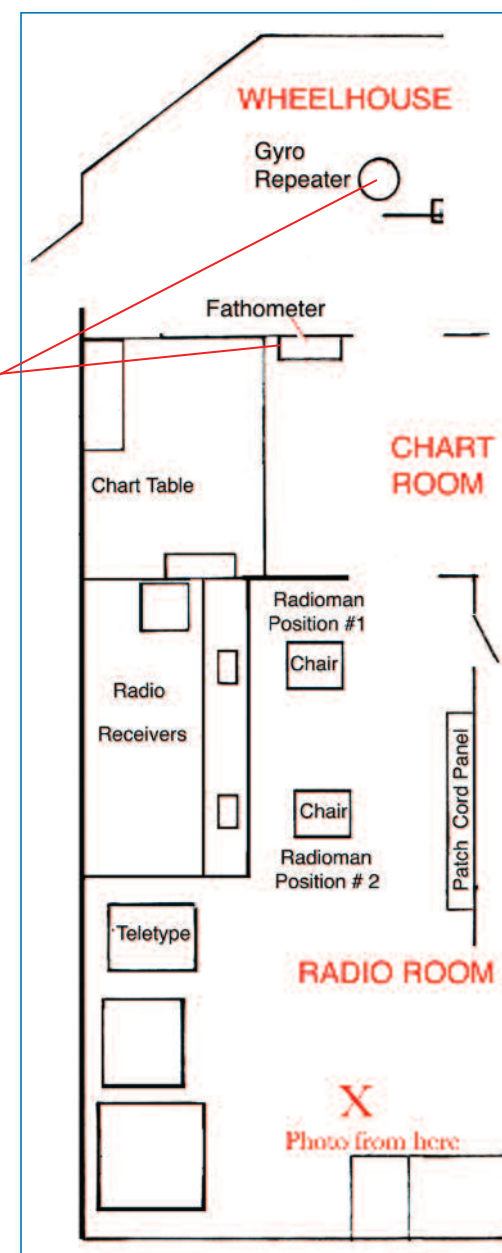 WHEELHOUSE
Gyro
Repeater
Fathometer
CHART
ROOM
Chart Table
Radioman
Position #1
Chair
Radio
Receivers
Patch Cord Panel
Chair
Radioman
Position # 2
Teletype
RADIO ROOM
X
Photo from here